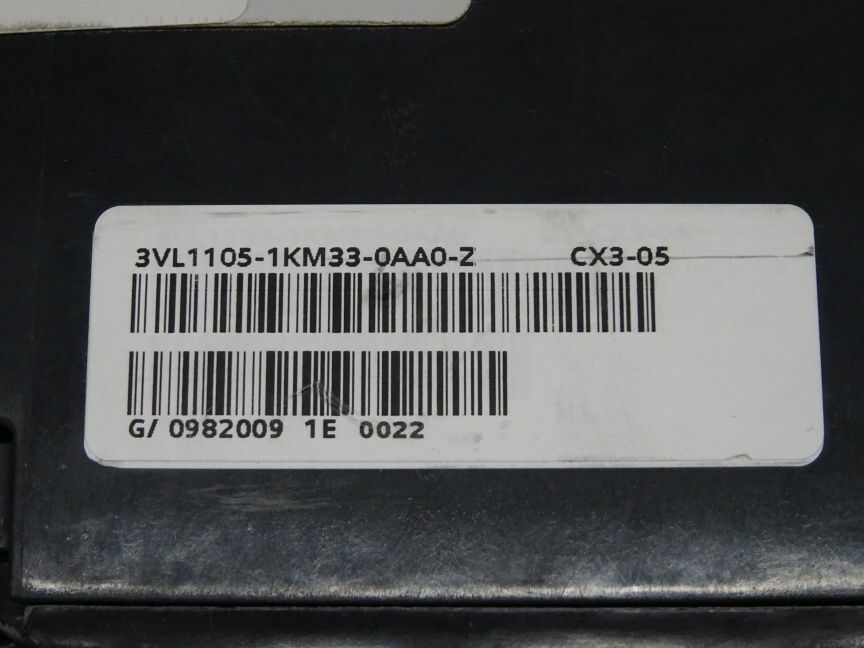 3VL1105-1KM33-0AA0-Z CX3-05
G/ 0982009 1E 0022